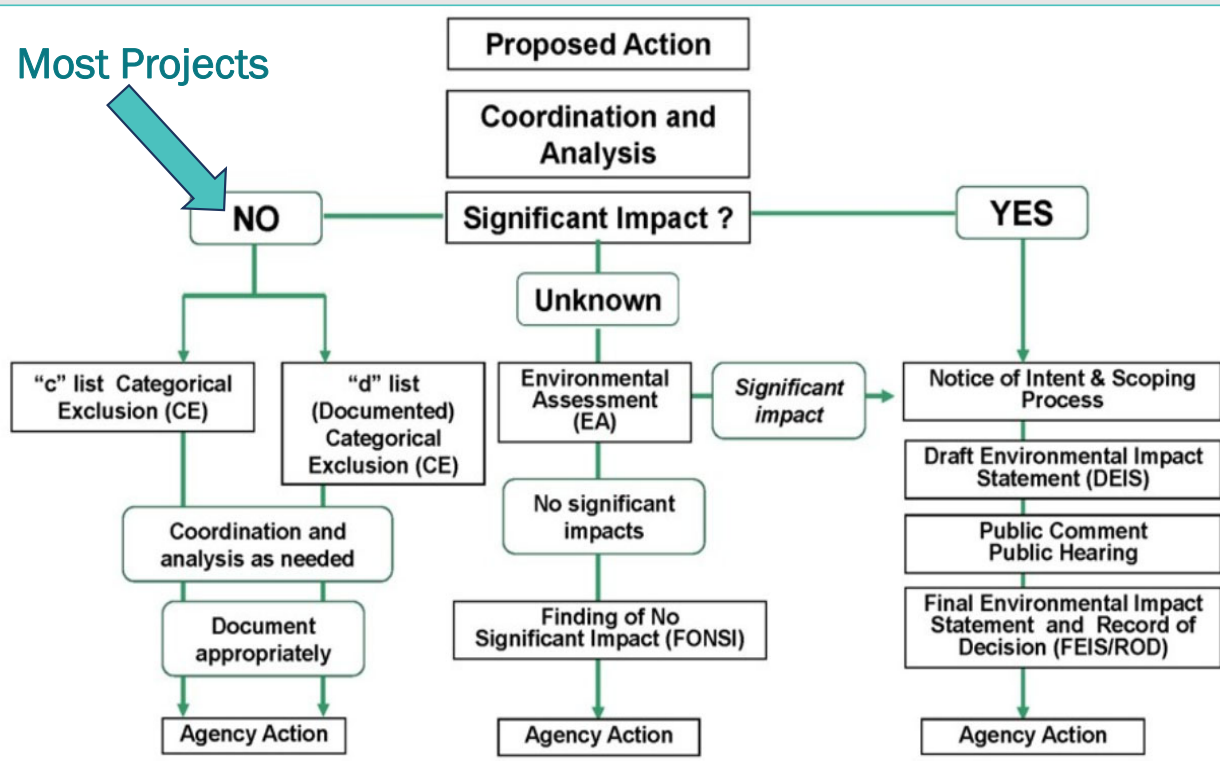 Most Projects
Proposed Action
Coordination and
Analysis
NO
Significant Impact ?
YES
Unknown
“c” list Categorical
Exclusion (CE)
“d” list
(Documented)
Categorical
Exclusion (CE)
Environmental
Assessment
(EA)
Significant
impact
Notice of Intent & Scoping
Process
Draft Environmental Impact
Statement (DEIS)
Coordination and
analysis as needed
No significant
impacts
Public Comment
Public Hearing
Document
appropriately
Finding of No
Significant Impact (FONSI)
Final Environmental Impact
Statement and Record of
Decision (FEIS/ROD)
Agency Action
Agency Action
Agency Action